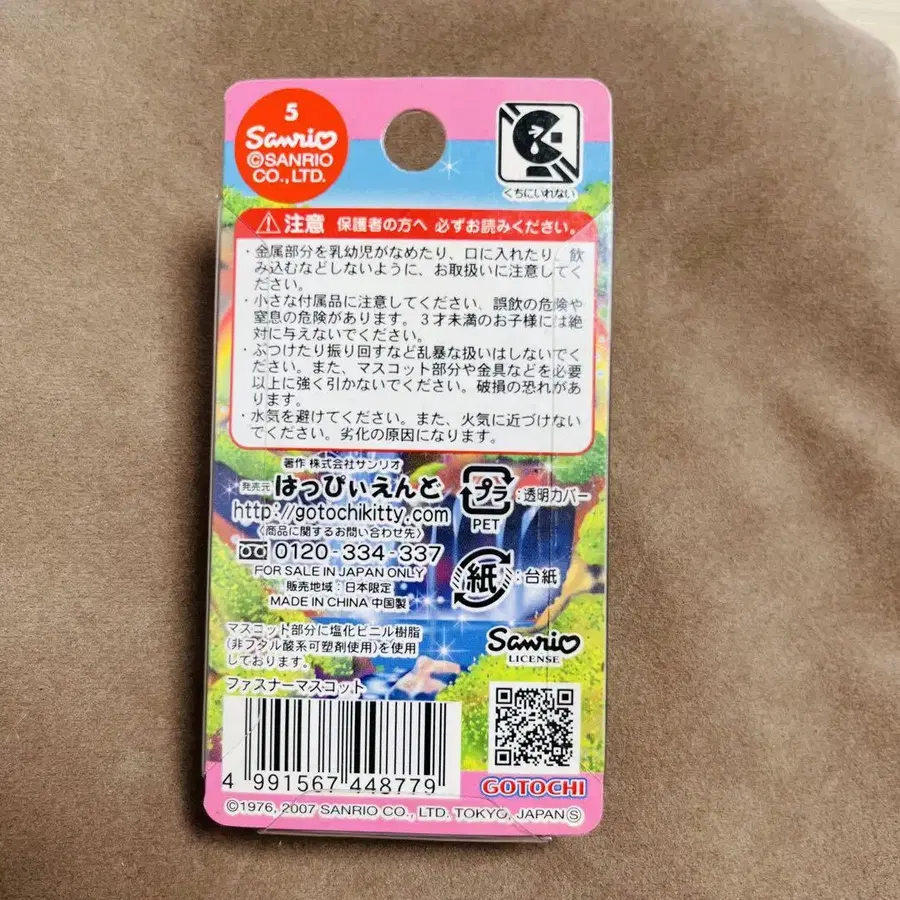 5
Sanrio
©SANRIO
CO., LTD.
くちにいれない
注意 保護者の方へ 必ずお読みください。
・金属部分を乳幼児がなめたり、口に入れたり、飲
み込むなどしないように、お取扱いに注意してく
ださい。
・小さな付属品に注意してください、誤飲の危険や
窒息の危険があります。3才未満のお子様には絶
対に与えないでください。
・ぶつけたり振り回すなど乱暴な扱いはしないでく
ださい。また、マスコット部分や金具などを必要
以上に強く引かないでください。破損の恐れがあ
ります。
・水気を避けてください。また、火気に近づけない
でください。劣化の原因になります。
著作 株式会社サンリオ
発売元 はっぴぃえんど
http://gotochikitty.com
〈商品に関するお問い合わせ先〉
0120-334-337
FOR SALE IN JAPAN ONLY
販売地域：日本限定
MADE IN CHINA 中国製
プラ：透明カバー
PET
紙：台紙
マスコット部分に塩化ビニル樹脂
(非フタル酸系可塑剤使用)を使用
しております。
Sanrio
LICENSE
ファスナーマスコット
4 991567 448779
GOTOCHI
©1976, 2007 SANRIO CO., LTD. TOKYO, JAPAN Ⓢ